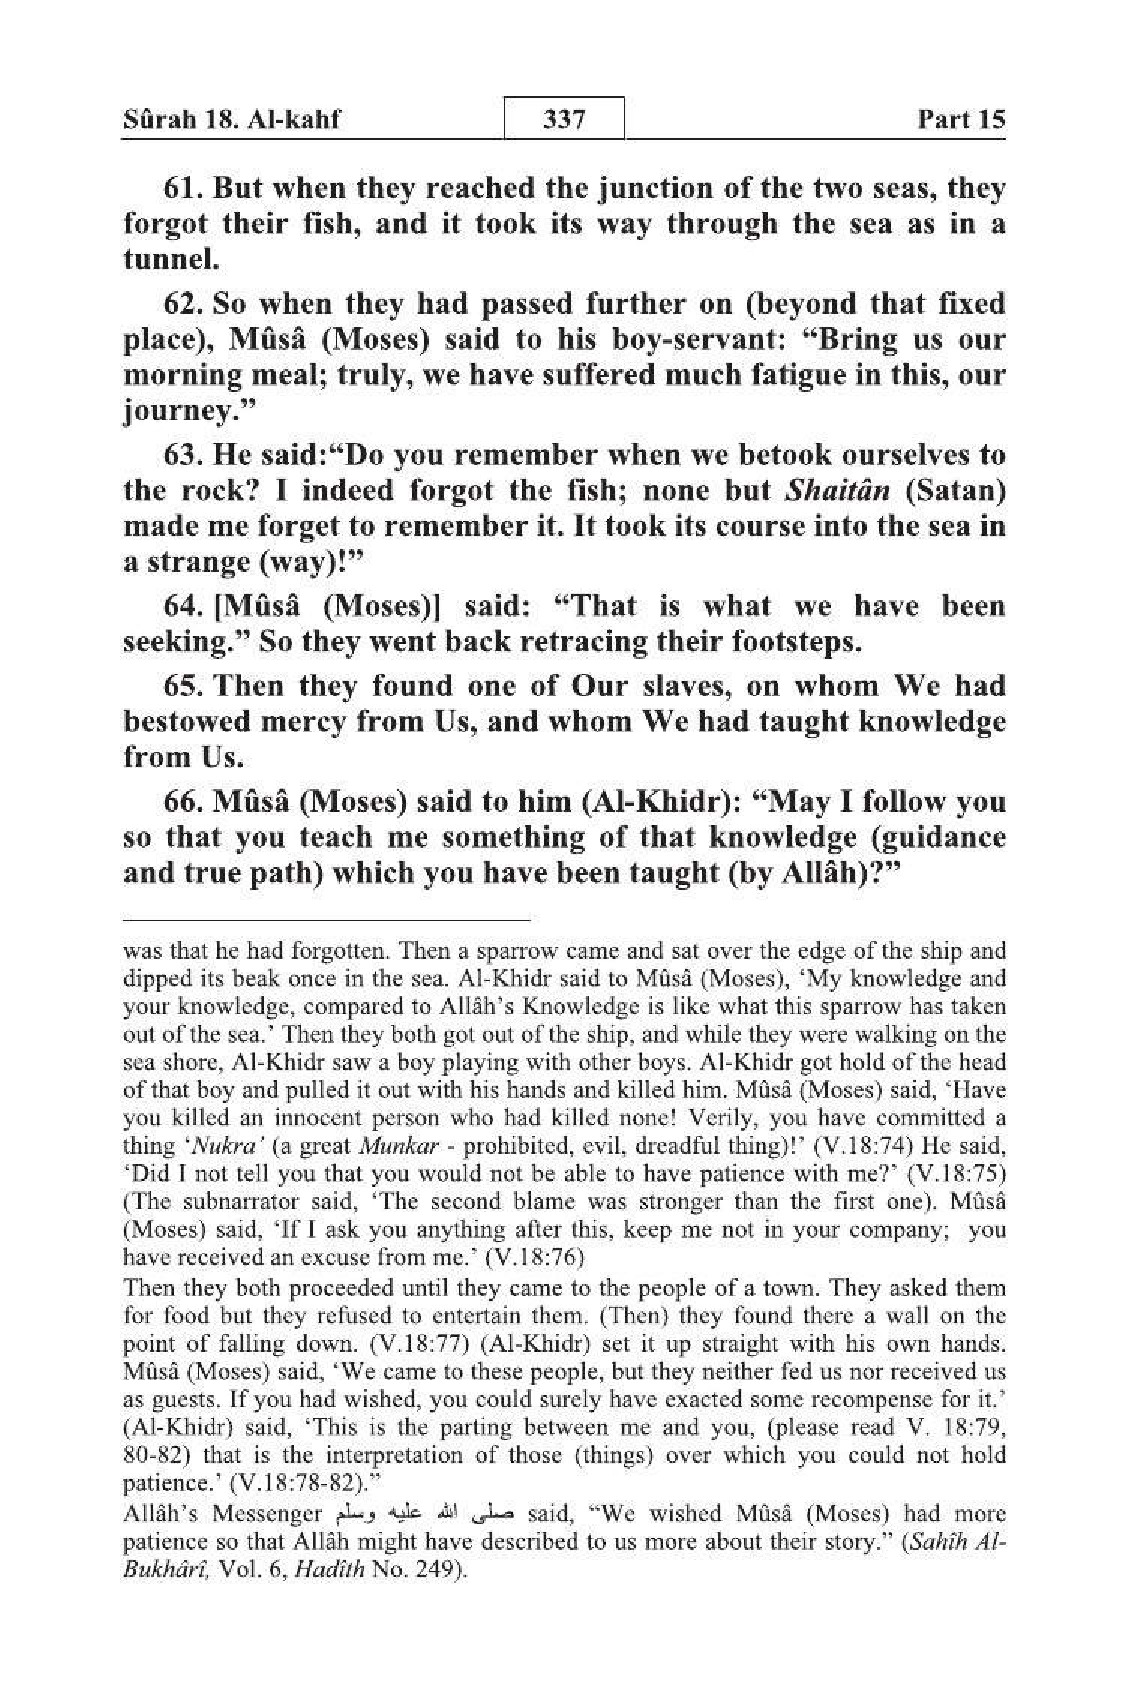 Sûrah 18. Al-kahf 337 Part 15
61. But when they reached the junction of the two seas, they
forgot their fish, and it took its way through the sea as in a
tunnel.
62. So when they had passed further on (beyond that fixed
place), Mûsâ (Moses) said to his boy-servant: “Bring us our
morning meal; truly, we have suffered much fatigue in this, our
journey.”
63. He said:“Do you remember when we betook ourselves to
the rock? I indeed forgot the fish; none but Shaitân (Satan)
made me forget to remember it. It took its course into the sea in
a strange (way)!”
64. [Mûsâ (Moses)] said: “That is what we have been
seeking.” So they went back retracing their footsteps.
65. Then they found one of Our slaves, on whom We had
bestowed mercy from Us, and whom We had taught knowledge
from Us.
66. Mûsâ (Moses) said to him (Al-Khidr): “May I follow you
so that you teach me something of that knowledge (guidance
and true path) which you have been taught (by Allâh)?”
was that he had forgotten. Then a sparrow came and sat over the edge of the ship and
dipped its beak once in the sea. Al-Khidr said to Mûsâ (Moses), ‘My knowledge and
your knowledge, compared to Allâh’s Knowledge is like what this sparrow has taken
out of the sea.’ Then they both got out of the ship, and while they were walking on the
sea shore, Al-Khidr saw a boy playing with other boys. Al-Khidr got hold of the head
of that boy and pulled it out with his hands and killed him. Mûsâ (Moses) said, ‘Have
you killed an innocent person who had killed none! Verily, you have committed a
thing ‘Nukra’ (a great Munkar - prohibited, evil, dreadful thing)!’ (V.18:74) He said,
‘Did I not tell you that you would not be able to have patience with me?’ (V.18:75)
(The subnarrator said, ‘The second blame was stronger than the first one). Mûsâ
(Moses) said, ‘If I ask you anything after this, keep me not in your company; you
have received an excuse from me.’ (V.18:76)
Then they both proceeded until they came to the people of a town. They asked them
for food but they refused to entertain them. (Then) they found there a wall on the
point of falling down. (V.18:77) (Al-Khidr) set it up straight with his own hands.
Mûsâ (Moses) said, ‘We came to these people, but they neither fed us nor received us
as guests. If you had wished, you could surely have exacted some recompense for it.’
(Al-Khidr) said, ‘This is the parting between me and you, (please read V. 18:79,
80-82) that is the interpretation of those (things) over which you could not hold
patience.’ (V.18:78-82).”
Allâh’s Messenger صلى الله عليه وسلم said, “We wished Mûsâ (Moses) had more
patience so that Allâh might have described to us more about their story.” (Sahîh Al-
Bukhârî, Vol. 6, Hadîth No. 249).